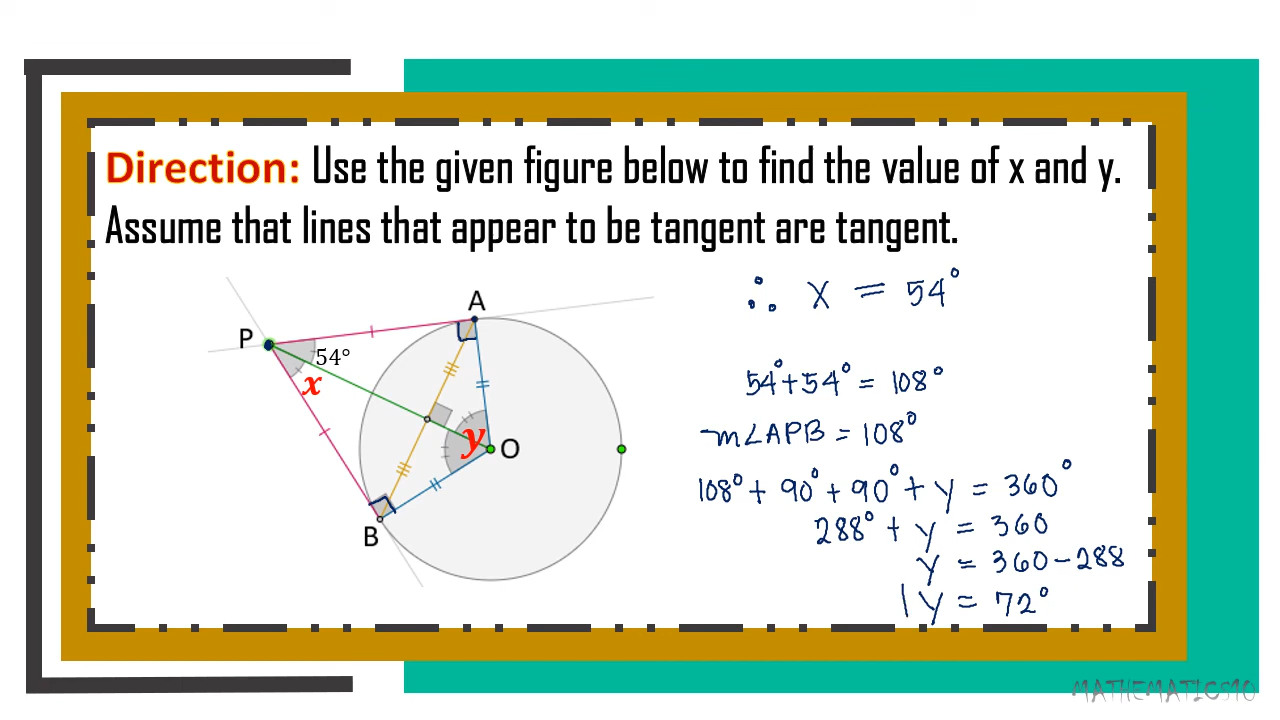 Direction: Use the given figure below to find the value of x and y.
Assume that lines that appear to be tangent are tangent.
A
P
54°
x
y
O
B
∴ x = 54°
54° + 54° = 108°
m∠APB = 108°
108° + 90° + 90° + y = 360°
288° + y = 360
y = 360 - 288
y = 72°
MATHEMATICS10